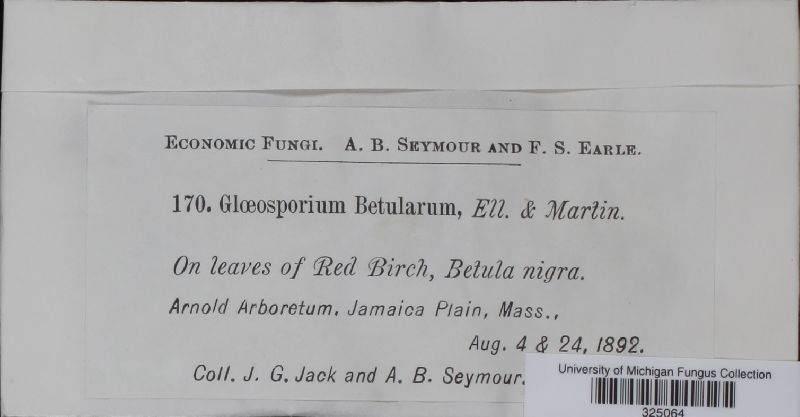 Economic Fungi. A. B. Seymour and F. S. Earle.
170. Glœosporium Betularum, Ell. & Martin.
On leaves of Red Birch, Betula nigra.
Arnold Arboretum, Jamaica Plain, Mass.,
Aug. 4 & 24, 1892.
Coll. J. G. Jack and A. B. Seymour.
University of Michigan Fungus Collection
325064